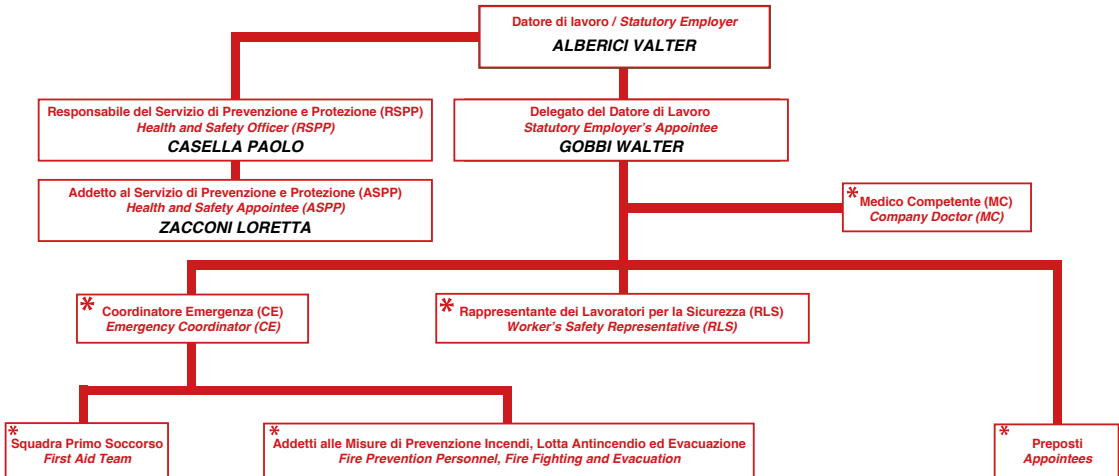 Datore di lavoro / Statutory Employer
ALBERICI VALTER
Responsabile del Servizio di Prevenzione e Protezione (RSPP)
Health and Safety Officer (RSPP)
CASELLA PAOLO
Delegato del Datore di Lavoro
Statutory Employer's Appointee
GOBBI WALTER
Addetto al Servizio di Prevenzione e Protezione (ASPP)
Health and Safety Appointee (ASPP)
ZACCONI LORETTA
* Medico Competente (MC)
Company Doctor (MC)
* Coordinatore Emergenza (CE)
Emergency Coordinator (CE)
* Rappresentante dei Lavoratori per la Sicurezza (RLS)
Worker's Safety Representative (RLS)
* Squadra Primo Soccorso
First Aid Team
* Addetti alle Misure di Prevenzione Incendi, Lotta Antincendio ed Evacuazione
Fire Prevention Personnel, Fire Fighting and Evacuation
* Preposti
Appointees